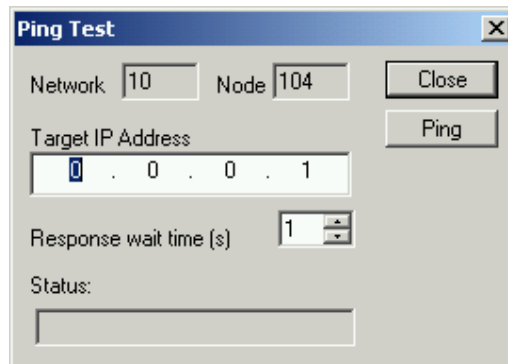 Ping Test
Network 10 Node 104 Close
Target IP Address Ping
0 . 0 . 0 . 1
Response wait time (s) 1
Status: